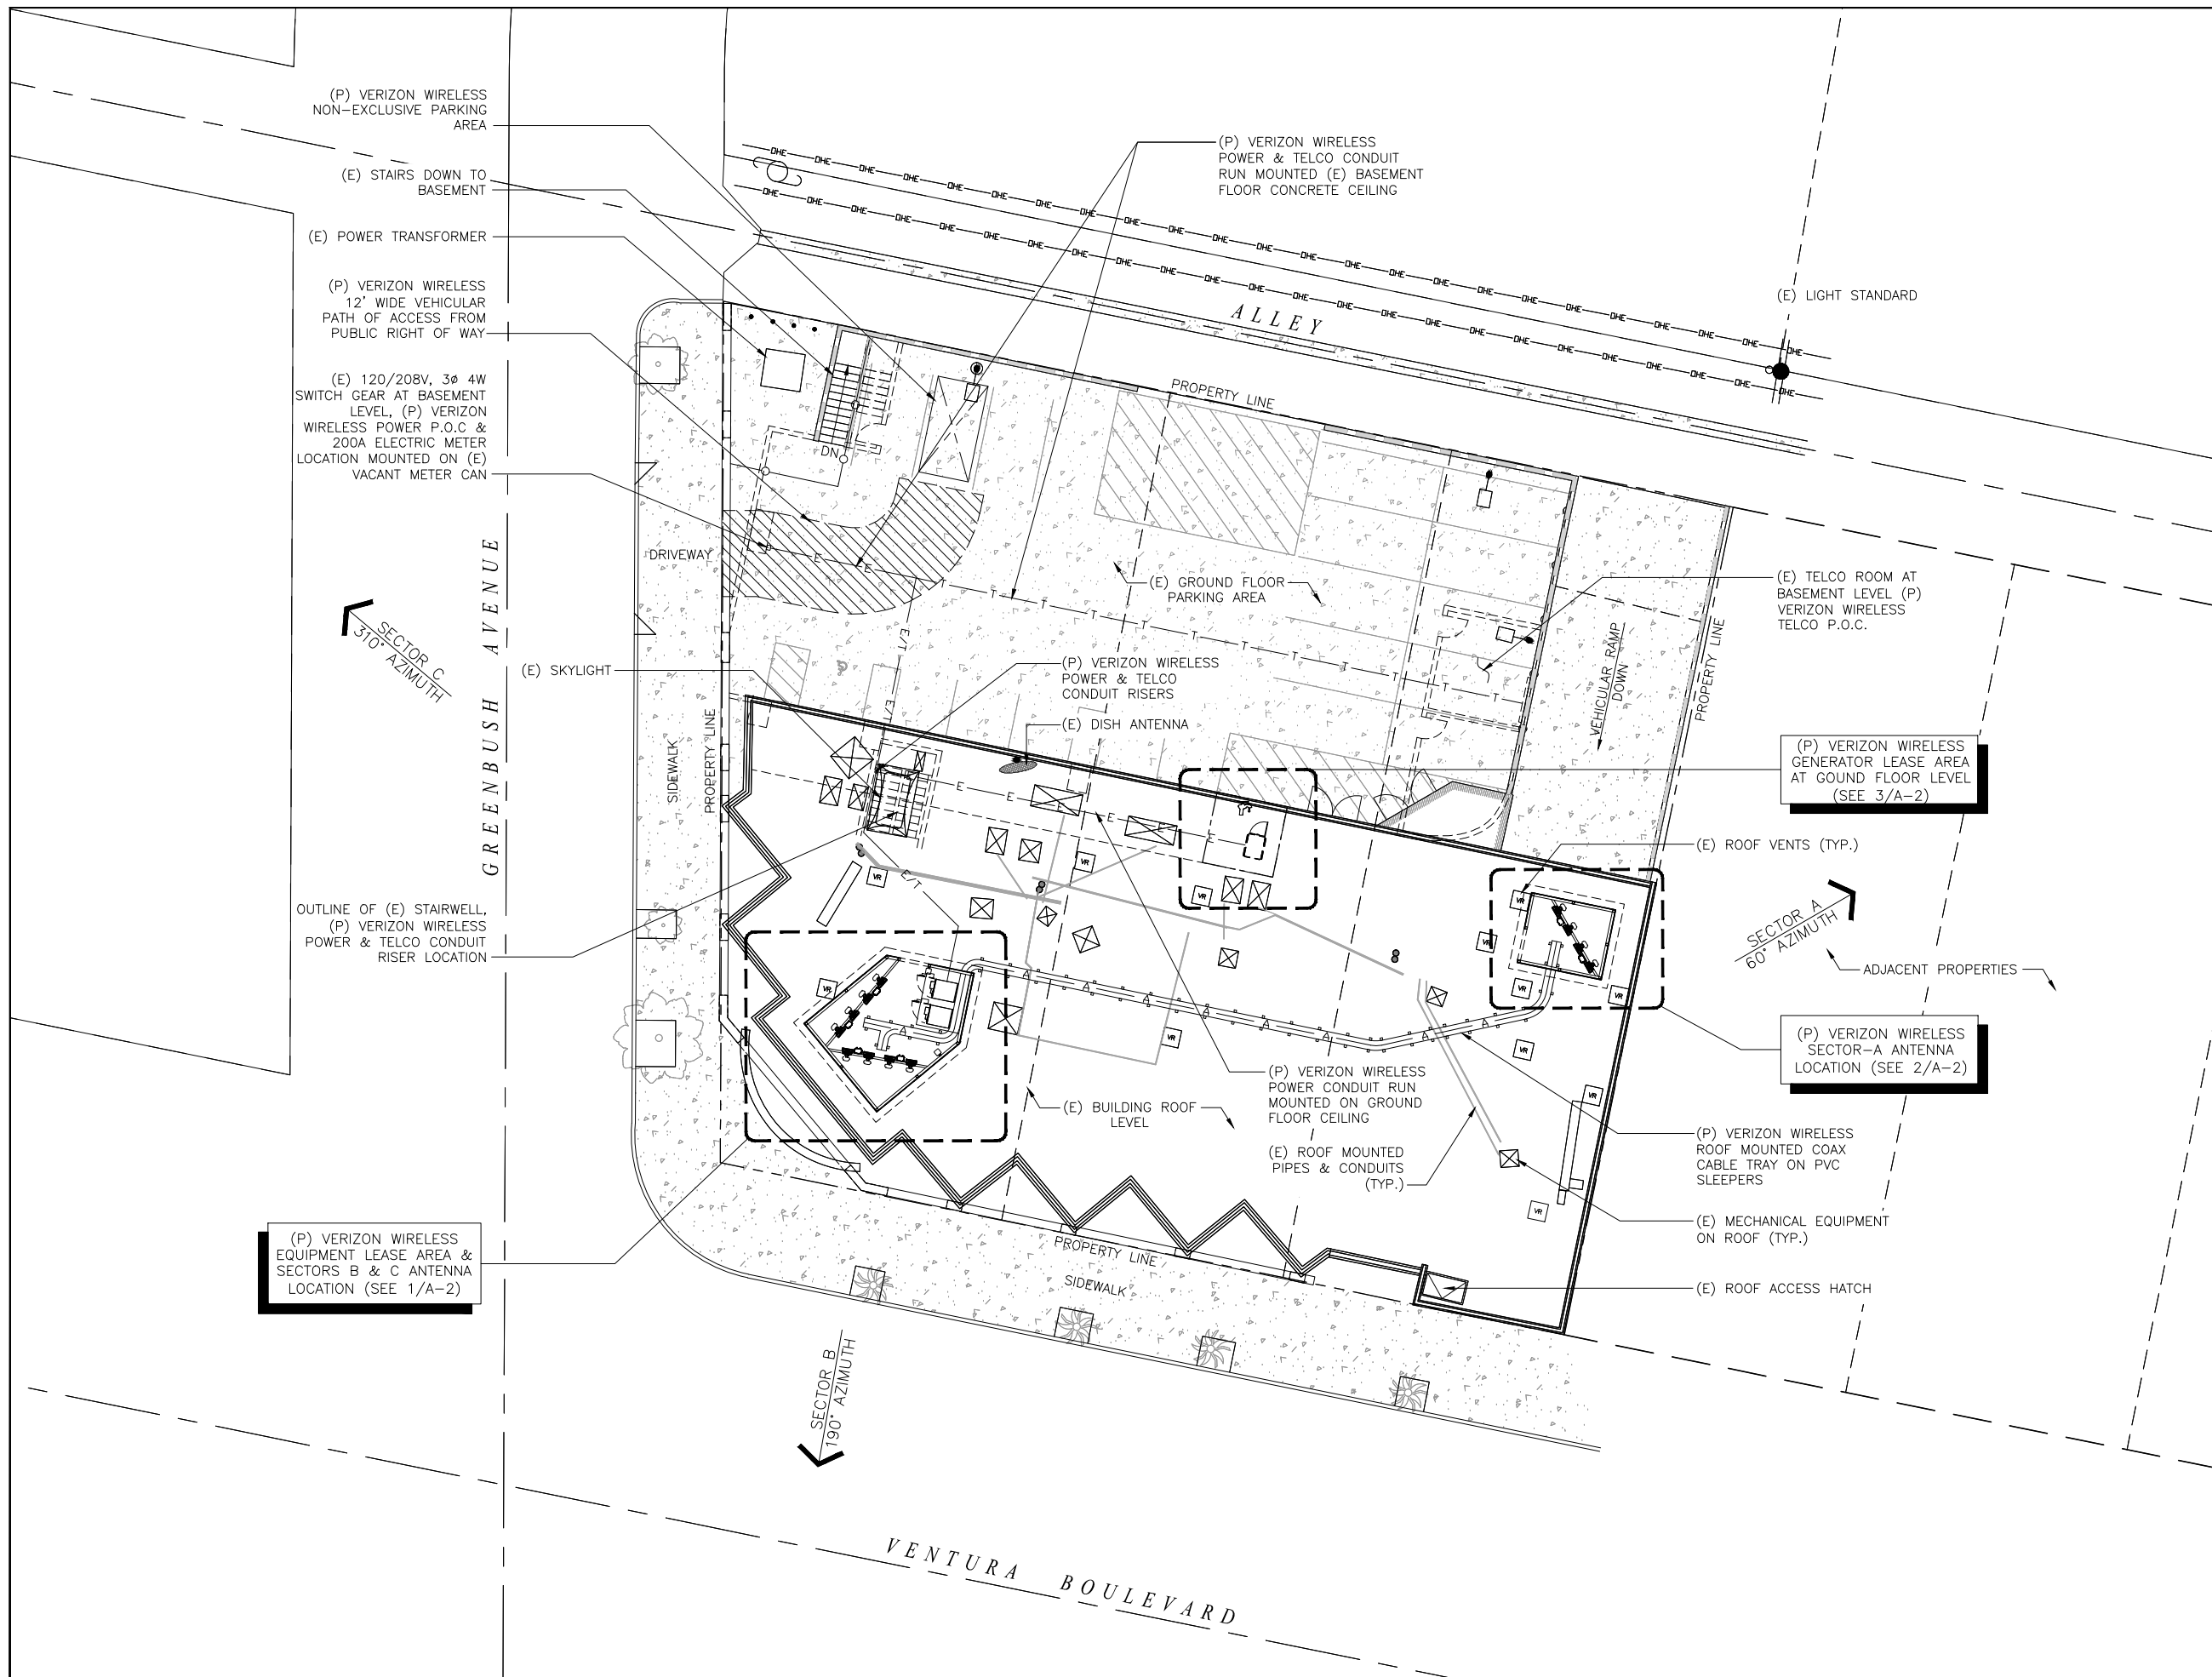 (P) VERIZON WIRELESS
NON-EXCLUSIVE PARKING
AREA
(E) STAIRS DOWN TO
BASEMENT
(E) POWER TRANSFORMER
(P) VERIZON WIRELESS
12' WIDE VEHICULAR
PATH OF ACCESS FROM
PUBLIC RIGHT OF WAY
(E) 120/208V, 3ø 4W
SWITCH GEAR AT BASEMENT
LEVEL, (P) VERIZON
WIRELESS POWER P.O.C &
200A ELECTRIC METER
LOCATION MOUNTED ON (E)
VACANT METER CAN
(P) VERIZON WIRELESS
POWER & TELCO CONDUIT
RUN MOUNTED (E) BASEMENT
FLOOR CONCRETE CEILING
(E) LIGHT STANDARD
ALLEY
PROPERTY LINE
DN
DRIVEWAY
GREENBUSH AVENUE
SECTOR C
310° AZIMUTH
(E) GROUND FLOOR
PARKING AREA
(E) TELCO ROOM AT
BASEMENT LEVEL (P)
VERIZON WIRELESS
TELCO P.O.C.
VEHICULAR RAMP
DOWN
PROPERTY LINE
(E) SKYLIGHT
(P) VERIZON WIRELESS
POWER & TELCO
CONDUIT RISERS
(E) DISH ANTENNA
SIDEWALK
PROPERTY LINE
(P) VERIZON WIRELESS
GENERATOR LEASE AREA
AT GOUND FLOOR LEVEL
(SEE 3/A-2)
(E) ROOF VENTS (TYP.)
SECTOR A
60° AZIMUTH
ADJACENT PROPERTIES
OUTLINE OF (E) STAIRWELL,
(P) VERIZON WIRELESS
POWER & TELCO CONDUIT
RISER LOCATION
(P) VERIZON WIRELESS
SECTOR-A ANTENNA
LOCATION (SEE 2/A-2)
(P) VERIZON WIRELESS
POWER CONDUIT RUN
MOUNTED ON GROUND
FLOOR CEILING
(E) BUILDING ROOF
LEVEL
(E) ROOF MOUNTED
PIPES & CONDUITS
(TYP.)
(P) VERIZON WIRELESS
ROOF MOUNTED COAX
CABLE TRAY ON PVC
SLEEPERS
(E) MECHANICAL EQUIPMENT
ON ROOF (TYP.)
(E) ROOF ACCESS HATCH
(P) VERIZON WIRELESS
EQUIPMENT LEASE AREA &
SECTORS B & C ANTENNA
LOCATION (SEE 1/A-2)
PROPERTY LINE
SIDEWALK
SECTOR B
190° AZIMUTH
VENTURA BOULEVARD